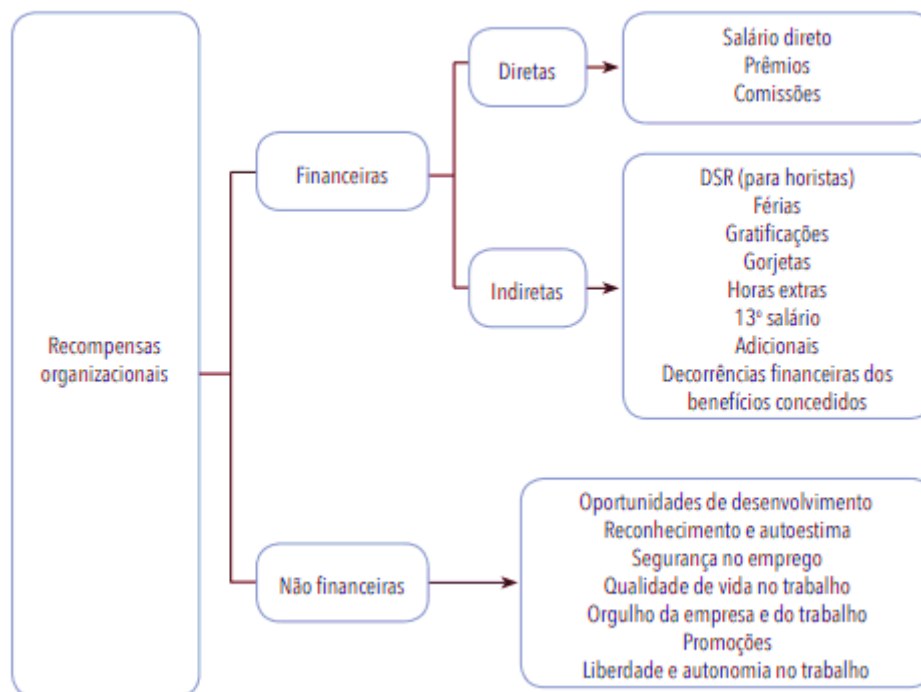 Recompensas
organizacionais
Financeiras
Diretas
Salário direto
Prêmios
Comissões
Indiretas
DSR (para horistas)
Férias
Gratificações
Gorjetas
Horas extras
13º salário
Adicionais
Decorrências financeiras dos
benefícios concedidos
Não financeiras
Oportunidades de desenvolvimento
Reconhecimento e autoestima
Segurança no emprego
Qualidade de vida no trabalho
Orgulho da empresa e do trabalho
Promoções
Liberdade e autonomia no trabalho